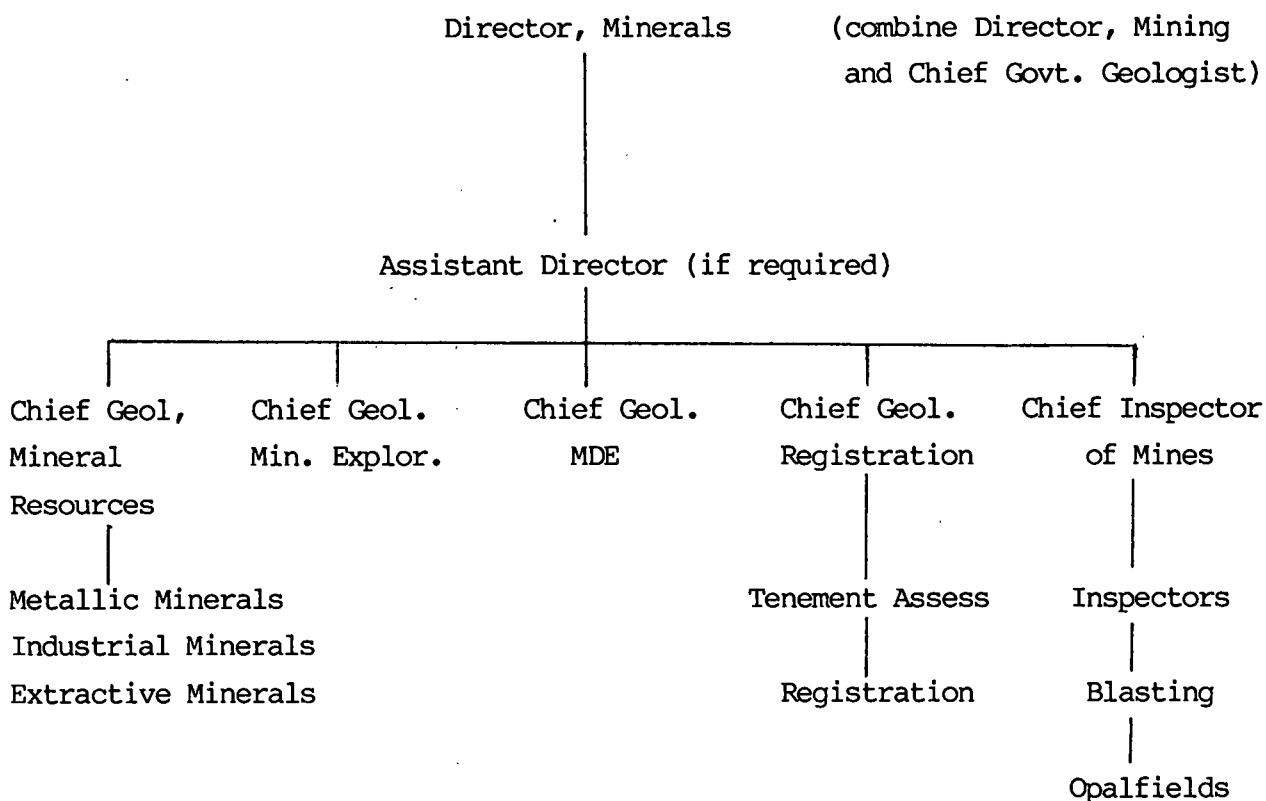 Director, Minerals
(combine Director, Mining
and Chief Govt. Geologist)
Assistant Director (if required)
Chief Geol,
Mineral
Resources
Chief Geol.
Min. Explor.
Chief Geol.
MDE
Chief Geol.
Registration
Chief Inspector
of Mines
Metallic Minerals
Industrial Minerals
Extractive Minerals
Tenement Assess
Registration
Inspectors
Blasting
Opalfields